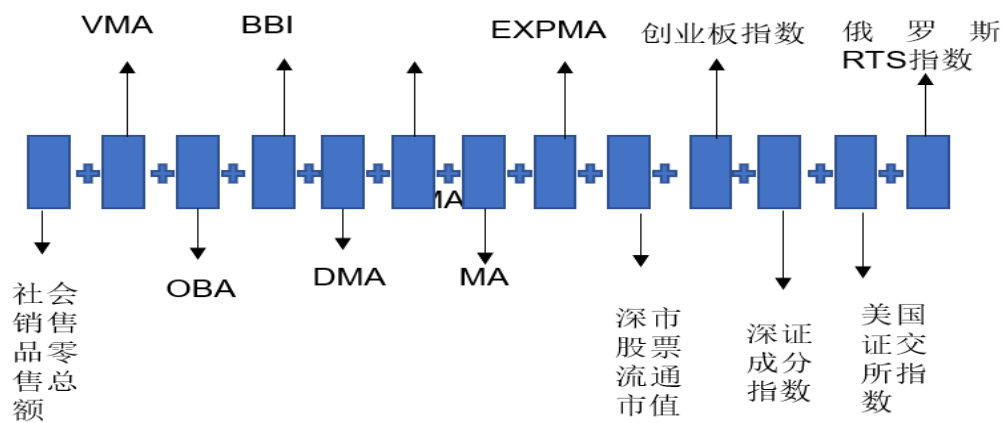 VMA
BBI
EXPMA
创业板指数
俄罗斯
RTS指数
MA
OBA
DMA
MA
社会
销售
品零
售总
额
深市
股票
流通
市值
深证
成分
指数
美国
证交
所指
数